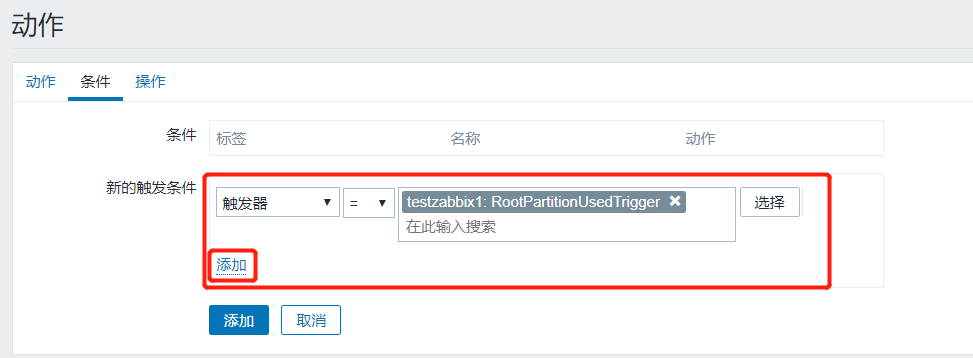 动作
动作 条件 操作
条件 标签 名称 动作
新的触发条件
触发器 = testzabbix1: RootPartitionUsedTrigger 选择
在此输入搜索
添加
添加 取消